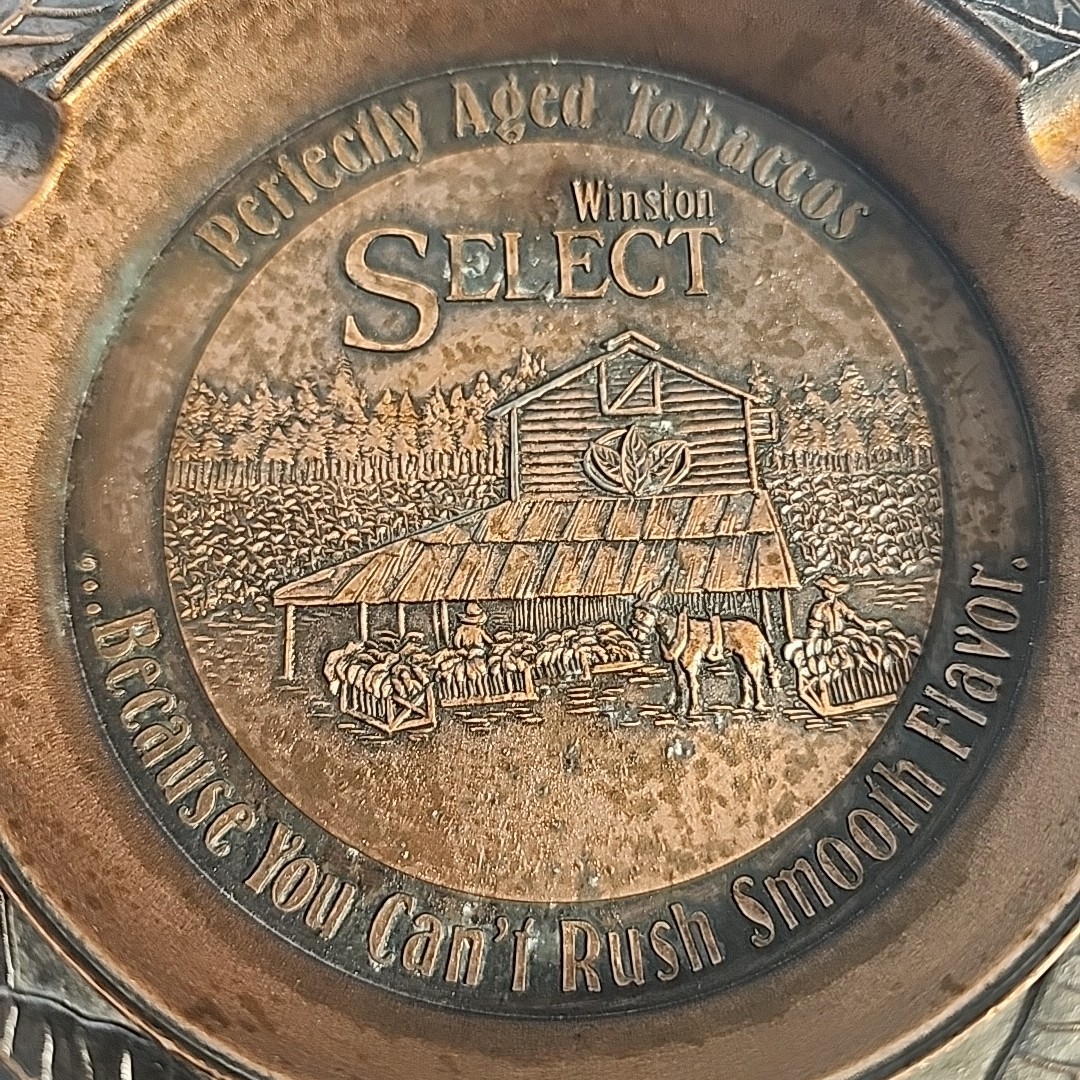 Perfectly Aged Tobaccos
Winston
SELECT
...Because You Can't Rush Smooth Flavor.